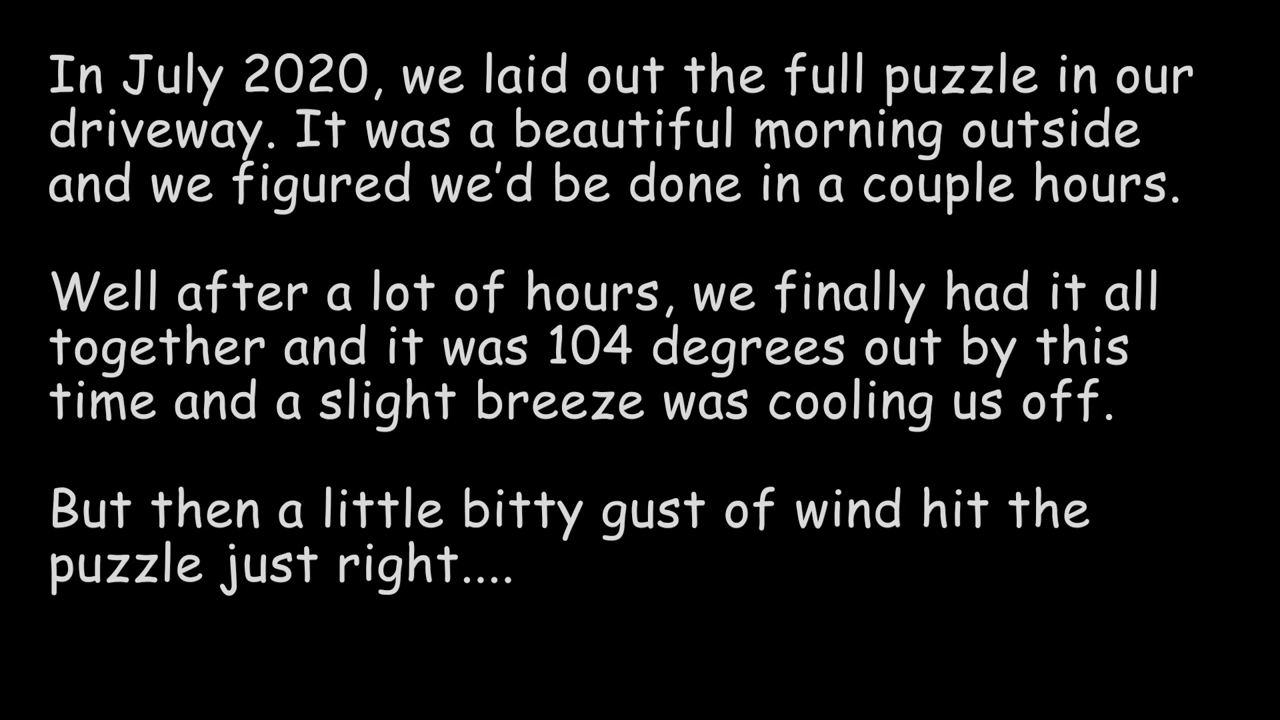 In July 2020, we laid out the full puzzle in our
driveway. It was a beautiful morning outside
and we figured we'd be done in a couple hours.
Well after a lot of hours, we finally had it all
together and it was 104 degrees out by this
time and a slight breeze was cooling us off.
But then a little bitty gust of wind hit the
puzzle just right....